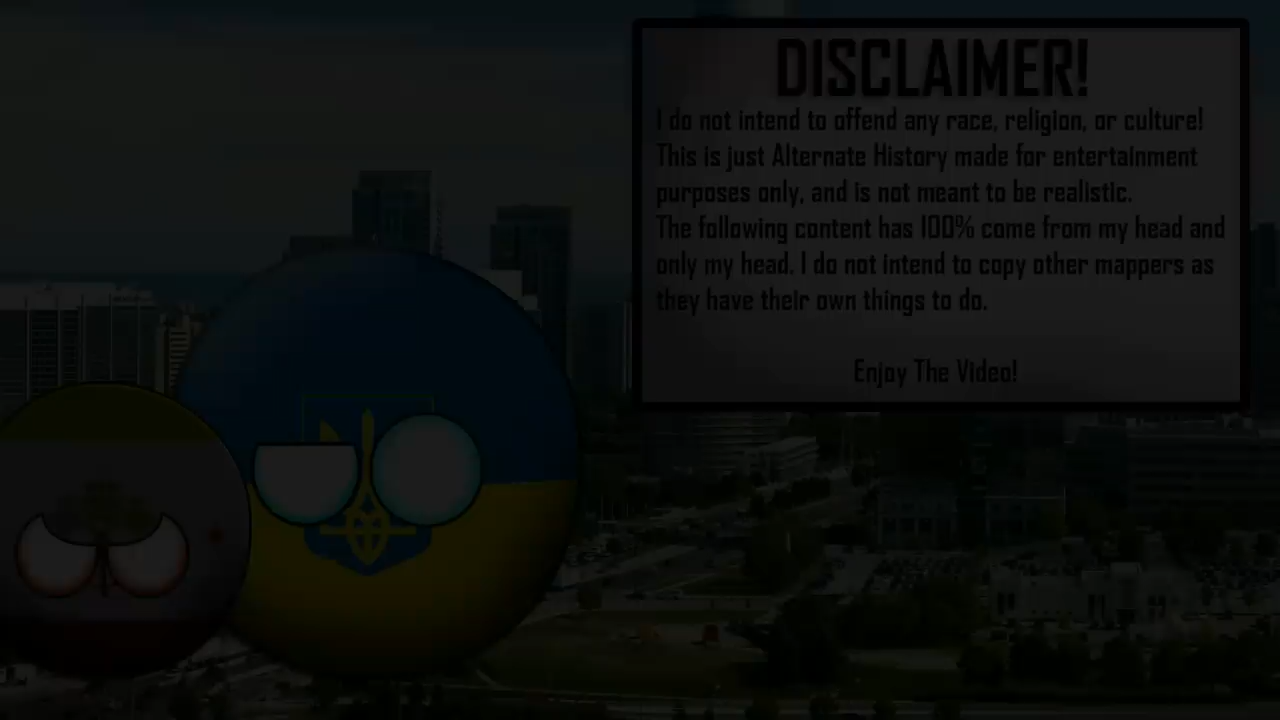 DISCLAIMER!
I do not intend to offend any race, religion, or culture!
This is just Alternate History made for entertainment
purposes only, and is not meant to be realistic.
The following content has 100% come from my head and
only my head. I do not intend to copy other mappers as
they have their own things to do.
Enjoy The Video!